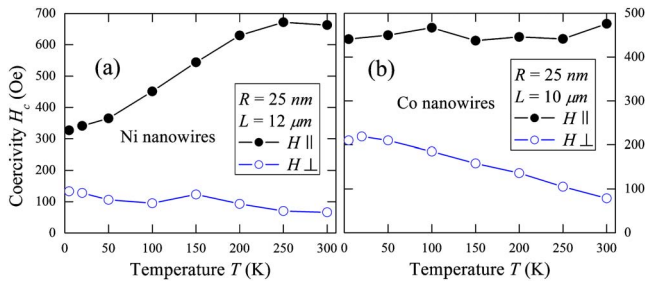 700
600
500
400
300
200
100
0
Coercivity Hc (Oe)
(a)
R = 25 nm
L = 12 μm
H ||
H ⊥
Ni nanowires
0 50 100 150 200 250 300
Temperature T (K)
(b)
R = 25 nm
L = 10 μm
H ||
H ⊥
Co nanowires
500
400
300
200
100
0
0 50 100 150 200 250 300
Temperature T (K)